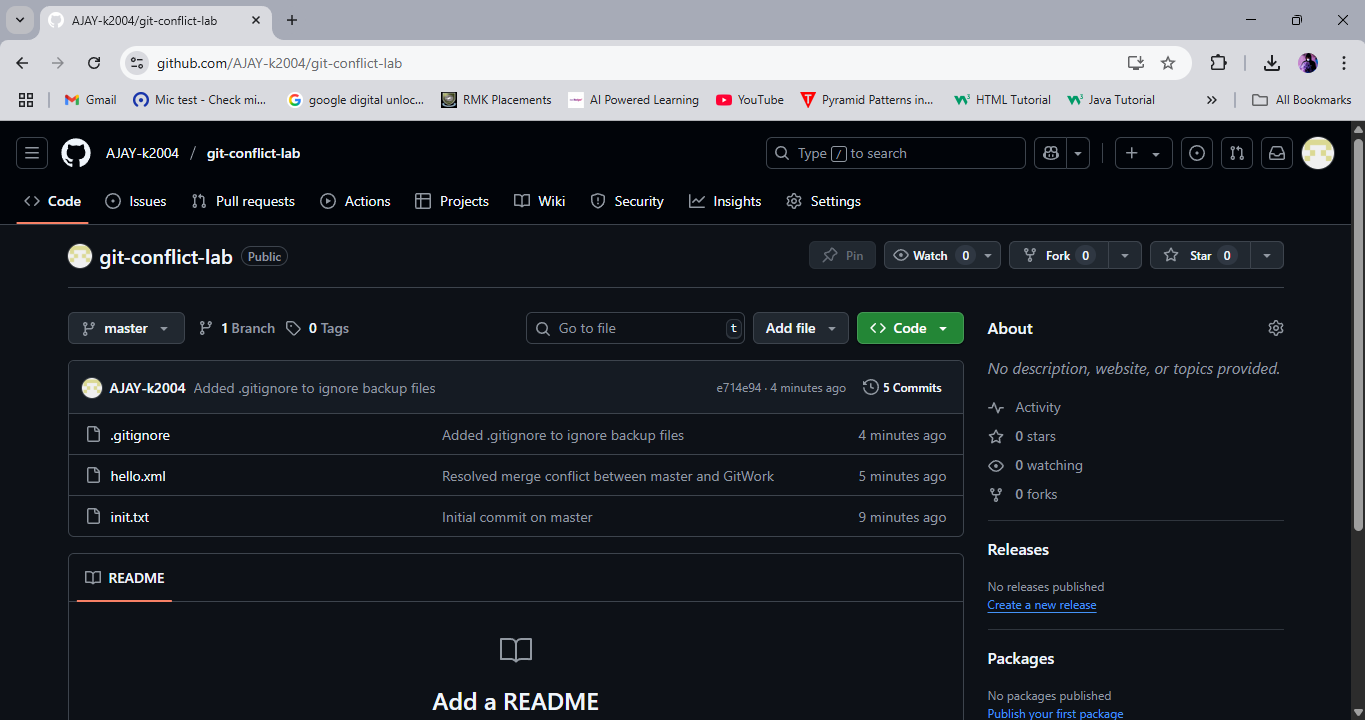 AJAY-k2004/git-conflict-lab
github.com/AJAY-k2004/git-conflict-lab
Gmail
Mic test - Check mi...
google digital unloc...
RMK Placements
AI Powered Learning
YouTube
Pyramid Patterns in...
HTML Tutorial
Java Tutorial
All Bookmarks
AJAY-k2004 / git-conflict-lab
Type / to search
Code
Issues
Pull requests
Actions
Projects
Wiki
Security
Insights
Settings
git-conflict-lab
Public
Pin
Watch 0
Fork 0
Star 0
master
1 Branch
0 Tags
Go to file
t
Add file
Code
AJAY-k2004 Added .gitignore to ignore backup files
e714e94 · 4 minutes ago
5 Commits
.gitignore
Added .gitignore to ignore backup files
4 minutes ago
hello.xml
Resolved merge conflict between master and GitWork
5 minutes ago
init.txt
Initial commit on master
9 minutes ago
README
Add a README
About
No description, website, or topics provided.
Activity
0 stars
0 watching
0 forks
Releases
No releases published
Create a new release
Packages
No packages published
Publish your first package